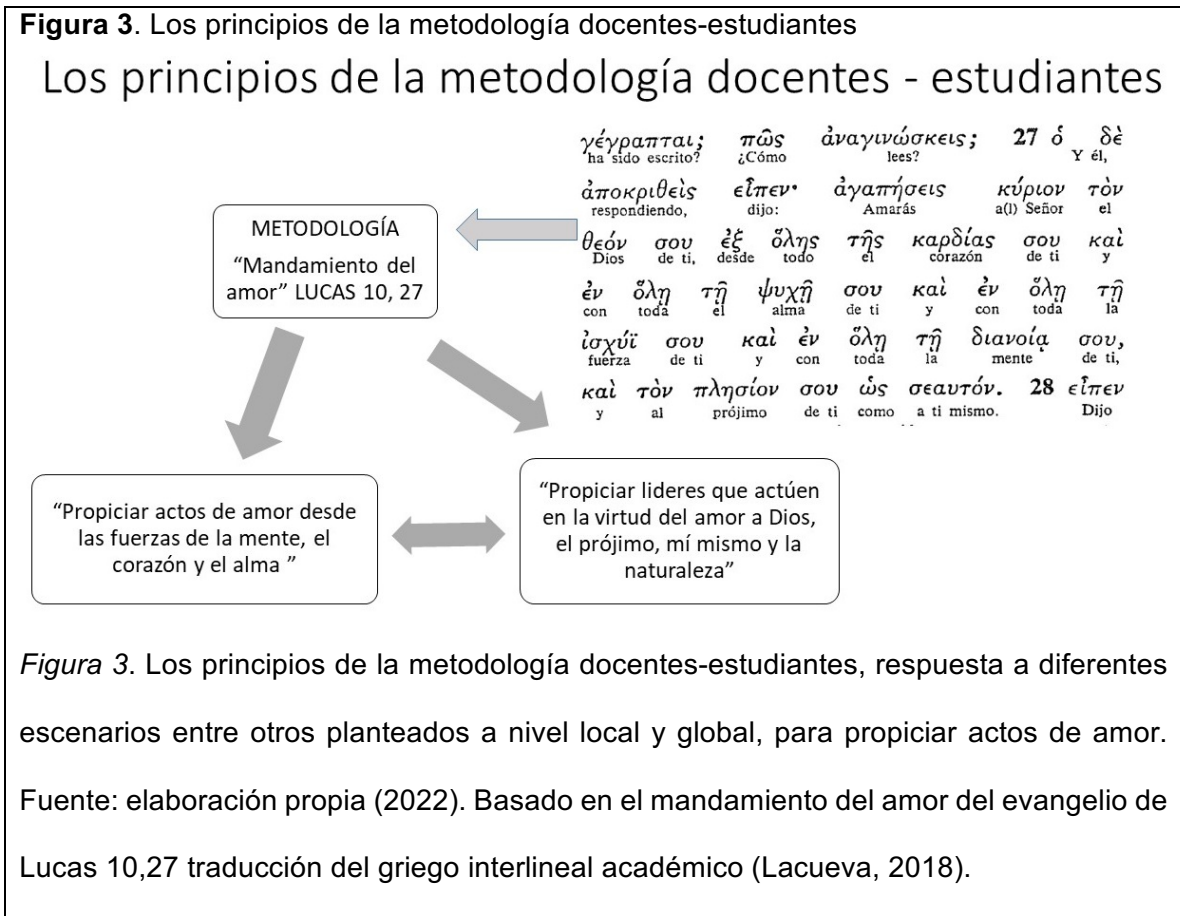 Figura 3. Los principios de la metodología docentes-estudiantes
Los principios de la metodología docentes - estudiantes
γέγραπται; πῶς ἀναγινώσκεις; 27 ὁ δὲ
ha sido escrito? ¿Cómo lees? Y él,
ἀποκριθεὶς εἶπεν· ἀγαπήσεις κύριον τὸν
respondiendo, dijo: Amarás a(l) Señor el
θεόν σου ἐξ ὅλης τῆς καρδίας σου καὶ
Dios de ti, desde todo el corazón de ti y
ἐν ὅλῃ τῇ ψυχῇ σου καὶ ἐν ὅλῃ τῇ
con toda el alma de ti y con toda la
ἰσχύϊ σου καὶ ἐν ὅλῃ τῇ διανοίᾳ σου,
fuerza de ti y con toda la mente de ti,
καὶ τὸν πλησίον σου ὡς σεαυτόν. 28 εἶπεν
y al prójimo de ti como a ti mismo. Dijo
METODOLOGÍA
“Mandamiento del
amor” LUCAS 10, 27
“Propiciar actos de amor desde
las fuerzas de la mente, el
corazón y el alma ”
“Propiciar lideres que actúen
en la virtud del amor a Dios,
el prójimo, mí mismo y la
naturaleza”
Figura 3. Los principios de la metodología docentes-estudiantes, respuesta a diferentes
escenarios entre otros planteados a nivel local y global, para propiciar actos de amor.
Fuente: elaboración propia (2022). Basado en el mandamiento del amor del evangelio de
Lucas 10,27 traducción del griego interlineal académico (Lacueva, 2018).